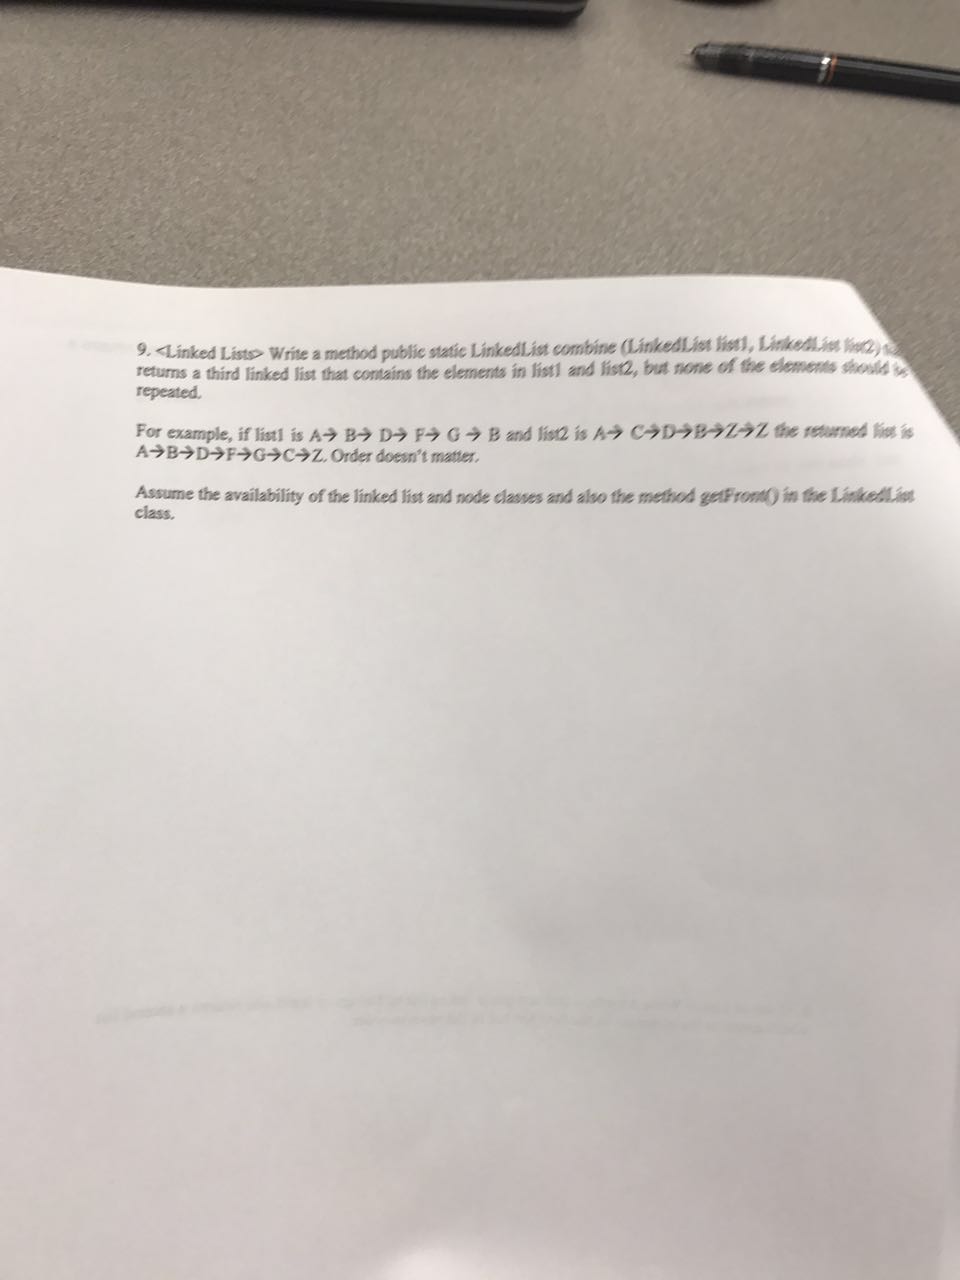 9. <Linked Lists> Write a method public static LinkedList combine (LinkedList list1, LinkedList list2)
returns a third linked list that contains the elements in list1 and list2, but none of the elements should be
repeated.
For example, if list1 is A→ B→ D→ F→ G → B and list2 is A→ C→D→B→Z→Z the returned list is
A→B→D→F→G→C→Z. Order doesn't matter.
Assume the availability of the linked list and node classes and also the method getFront() in the LinkedList
class.